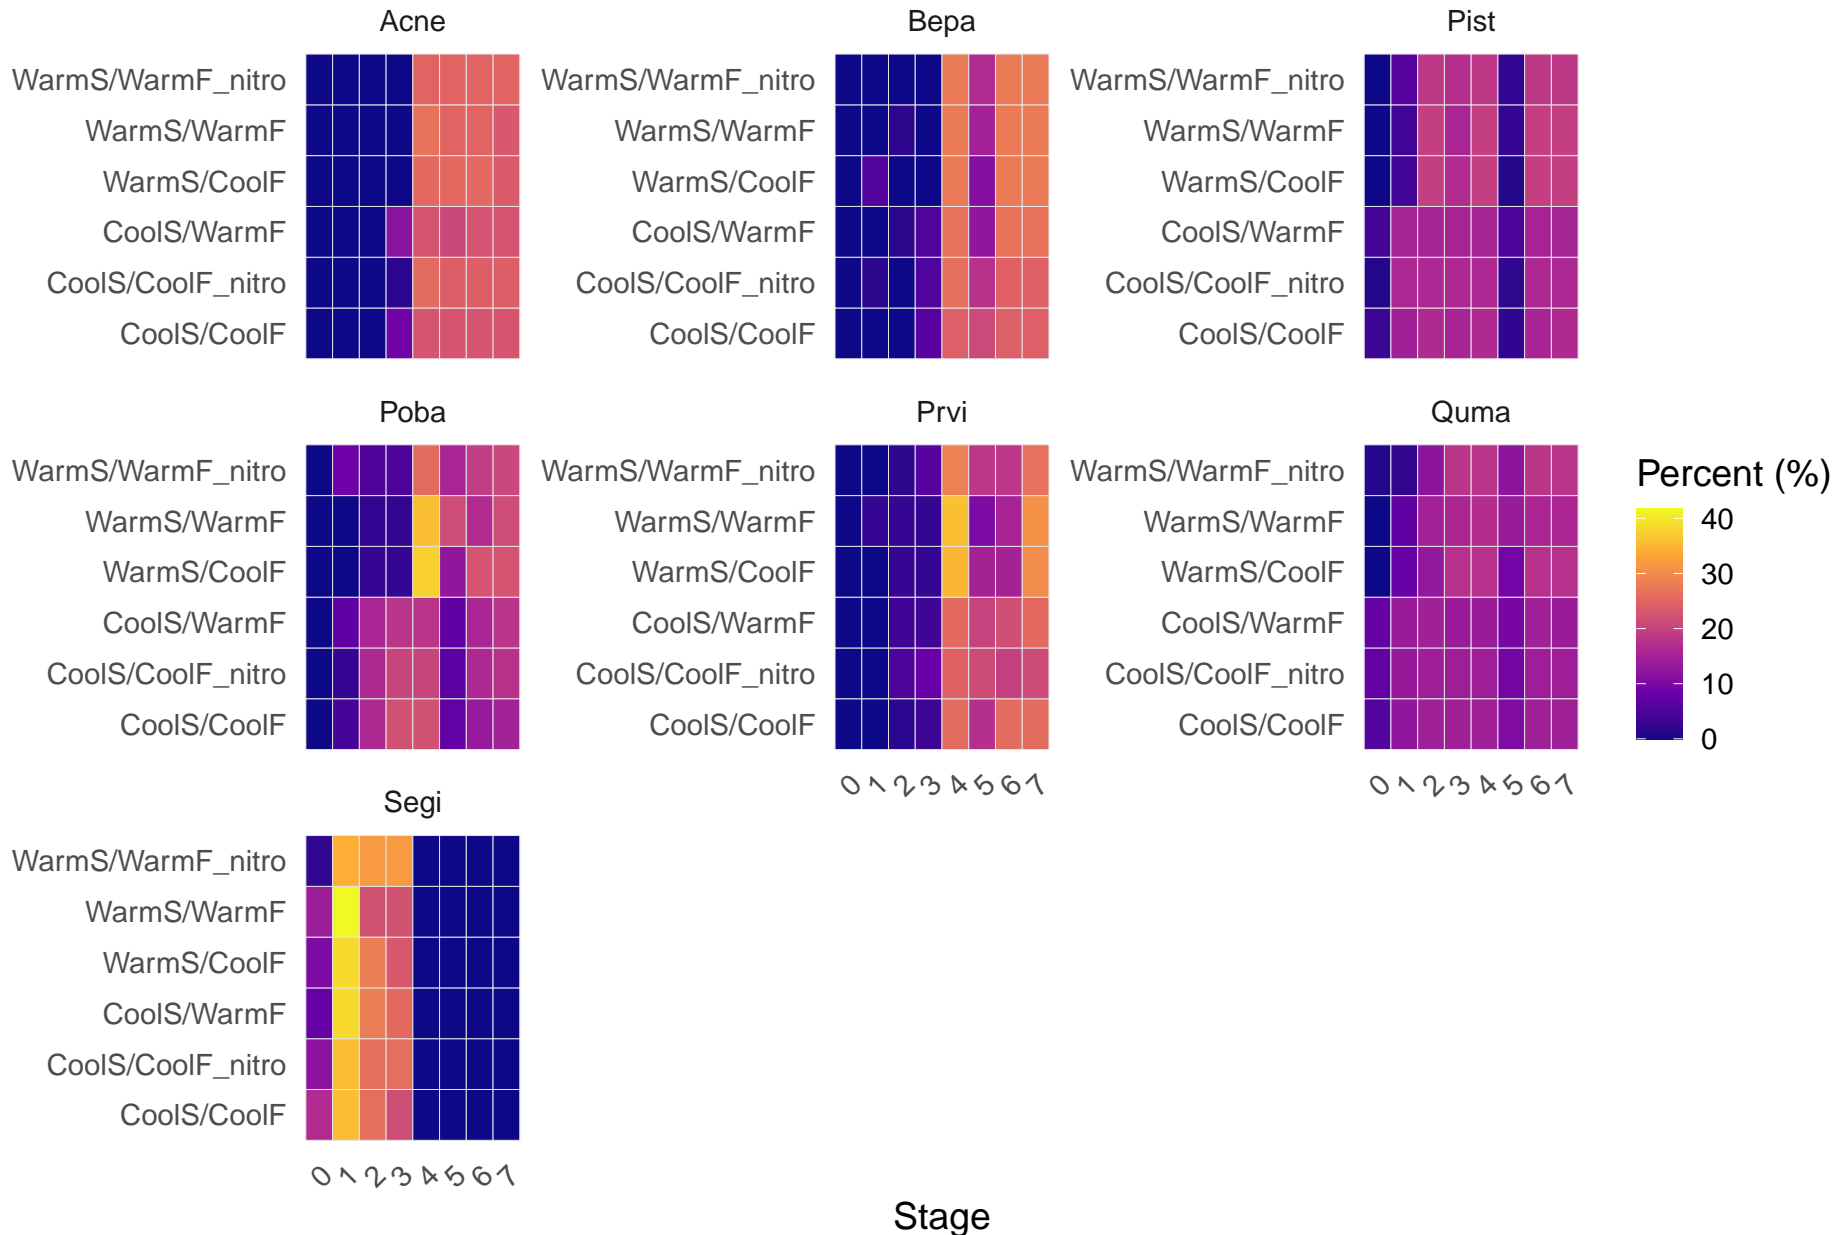 Acne Bepa Pist
WarmS/WarmF_nitro WarmS/WarmF_nitro WarmS/WarmF_nitro
WarmS/WarmF WarmS/WarmF WarmS/WarmF
WarmS/CoolF WarmS/CoolF WarmS/CoolF
CoolS/WarmF CoolS/WarmF CoolS/WarmF
CoolS/CoolF_nitro CoolS/CoolF_nitro CoolS/CoolF_nitro
CoolS/CoolF CoolS/CoolF CoolS/CoolF
Poba Prvi Quma
WarmS/WarmF_nitro WarmS/WarmF_nitro WarmS/WarmF_nitro
WarmS/WarmF WarmS/WarmF WarmS/WarmF
WarmS/CoolF WarmS/CoolF WarmS/CoolF
CoolS/WarmF CoolS/WarmF CoolS/WarmF
CoolS/CoolF_nitro CoolS/CoolF_nitro CoolS/CoolF_nitro
CoolS/CoolF CoolS/CoolF CoolS/CoolF
0 1 2 3 4 5 6 7 0 1 2 3 4 5 6 7
Percent (%)
40
30
20
10
0
Segi
WarmS/WarmF_nitro
WarmS/WarmF
WarmS/CoolF
CoolS/WarmF
CoolS/CoolF_nitro
CoolS/CoolF
0 1 2 3 4 5 6 7
Stage